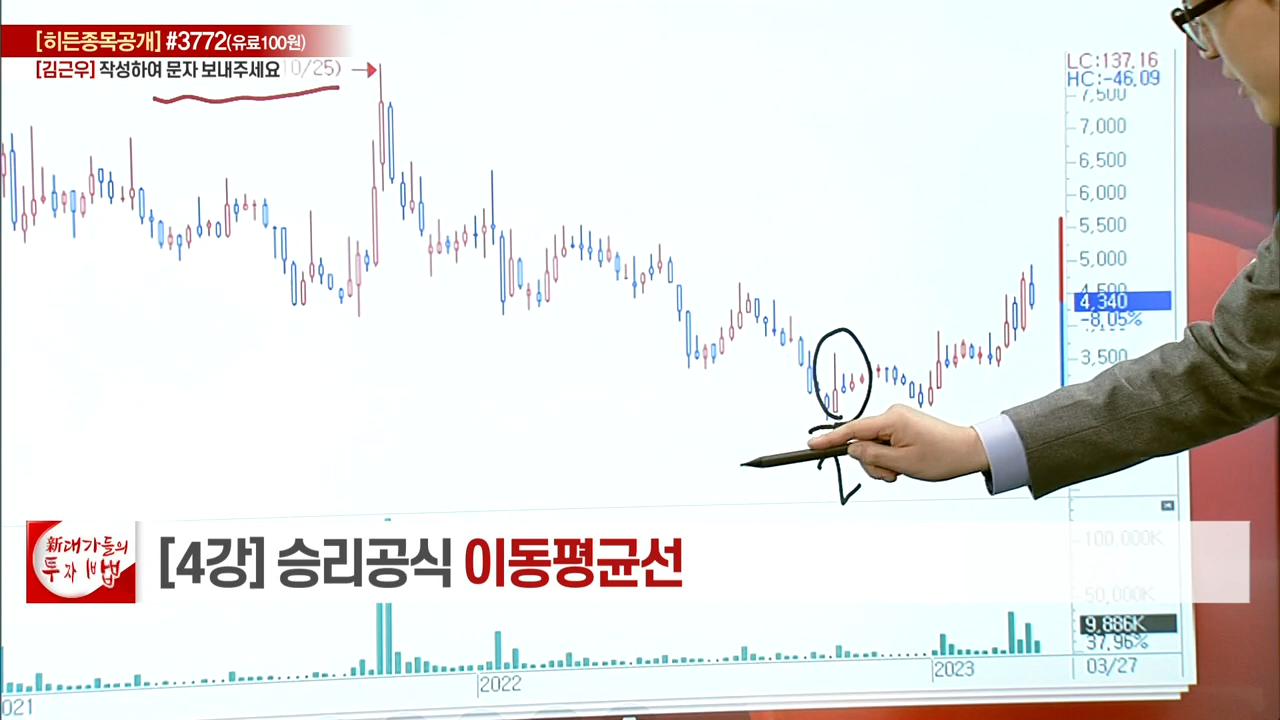 [히든종목공개] #3772(유료100원)
[김근우] 작성하여 문자 보내주세요
0/25)
LC:137.16
HC:-46.09
7,500
7,000
6,500
6,000
5,500
5,000
4,500
4,340
-8.05%
3,500
新대가들의
투자비법
[4강] 승리공식 이동평균선
100,000K
50,000K
9,886K
37.96%
021
2022
2023
03/27